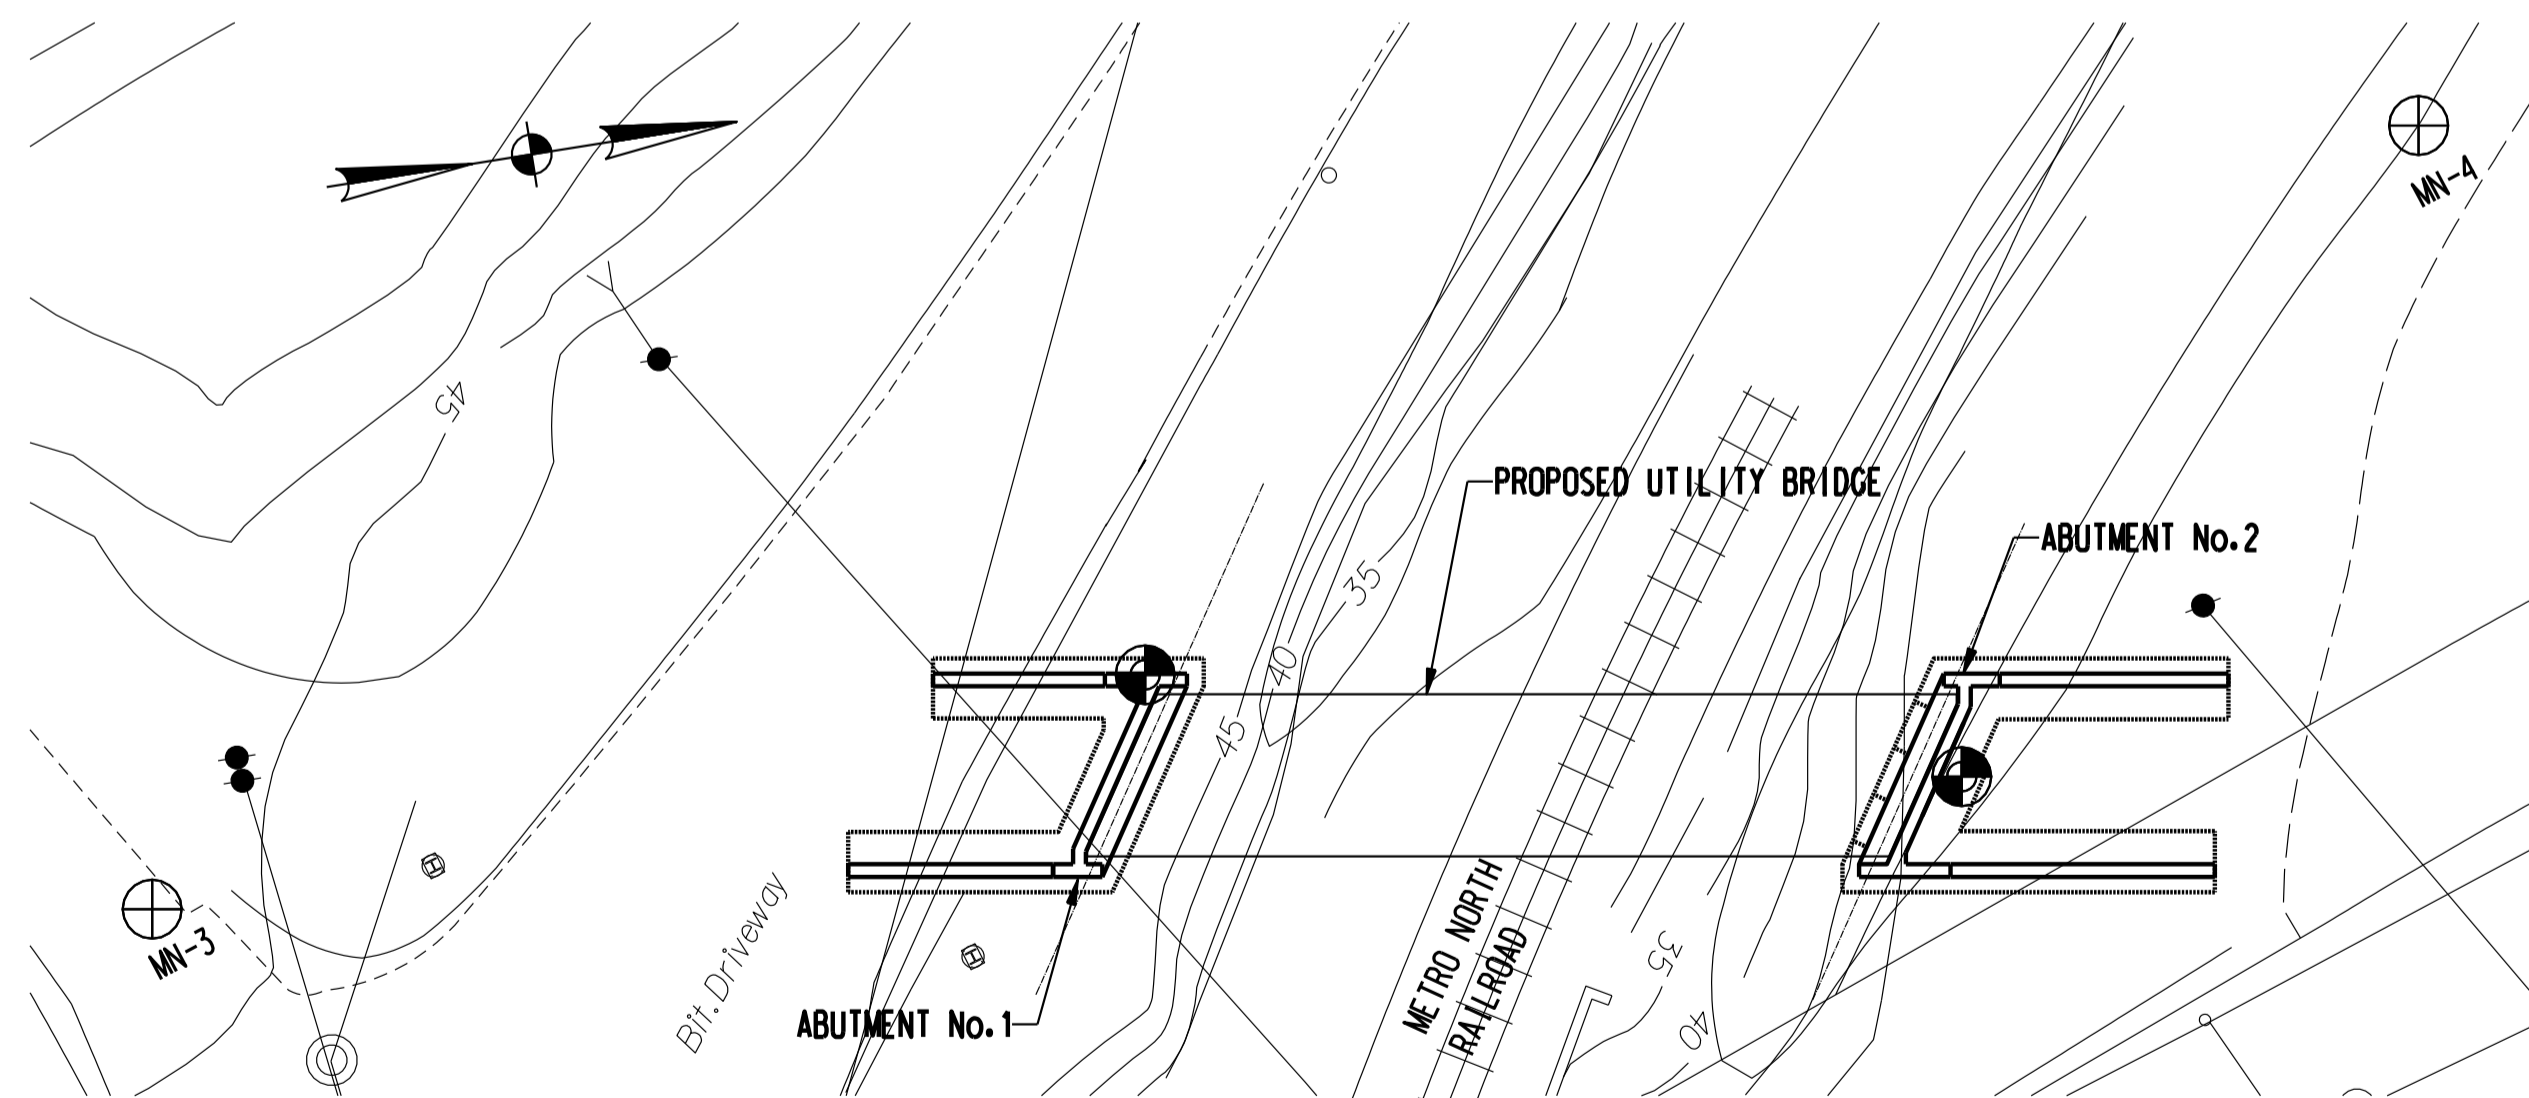 MN-4
45
PROPOSED UTILITY BRIDGE
ABUTMENT No.2
35
40
45
MN-3
Bit. Driveway
ABUTMENT No.1
METRO NORTH
RAILROAD
35
40
H
H